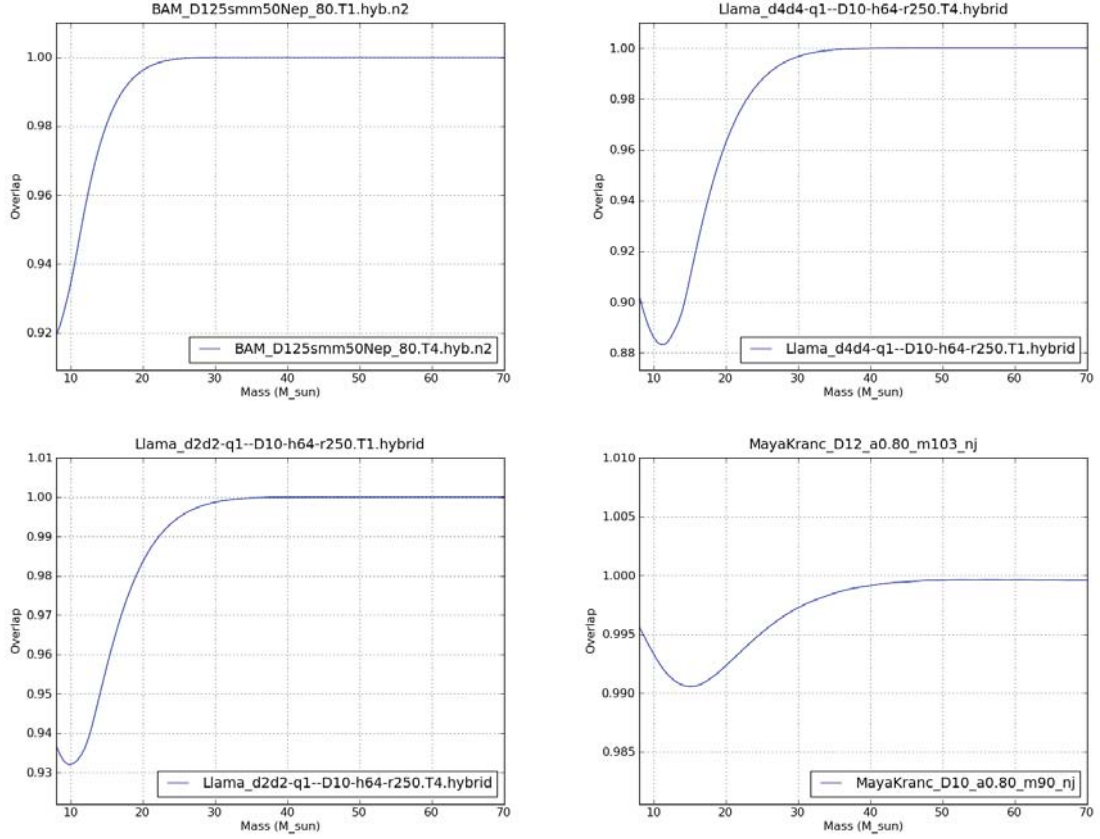 BAM_D125smm50Nep_80.T1.hyb.n2
1.00
0.98
0.96
0.94
0.92
Overlap
BAM_D125smm50Nep_80.T4.hyb.n2
10 20 30 40 50 60 70
Mass (M_sun)
Llama_d4d4-q1--D10-h64-r250.T4.hybrid
1.00
0.98
0.96
0.94
0.92
0.90
0.88
Overlap
Llama_d4d4-q1--D10-h64-r250.T1.hybrid
10 20 30 40 50 60 70
Mass (M_sun)
Llama_d2d2-q1--D10-h64-r250.T1.hybrid
1.01
1.00
0.99
0.98
0.97
0.96
0.95
0.94
0.93
Overlap
Llama_d2d2-q1--D10-h64-r250.T4.hybrid
10 20 30 40 50 60 70
Mass (M_sun)
MayaKranc_D12_a0.80_m103_nj
1.010
1.005
1.000
0.995
0.990
0.985
Overlap
MayaKranc_D10_a0.80_m90_nj
10 20 30 40 50 60 70
Mass (M_sun)